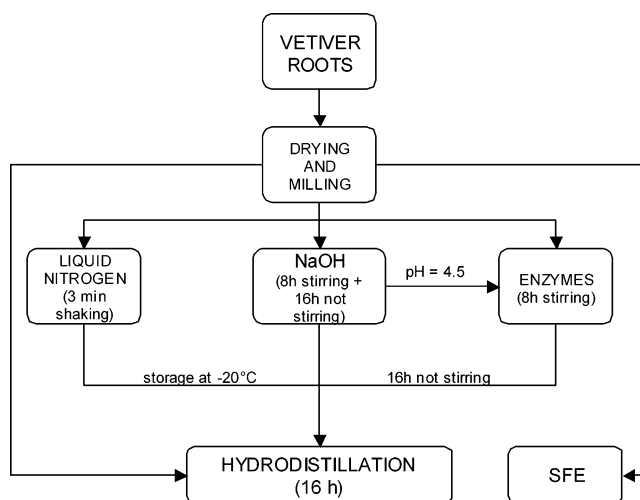 VETIVER
ROOTS
DRYING
AND
MILLING
LIQUID
NITROGEN
(3 min
shaking)
NaOH
(8h stirring +
16h not
stirring)
pH = 4.5
ENZYMES
(8h stirring)
storage at -20°C
16h not stirring
HYDRODISTILLATION
(16 h)
SFE